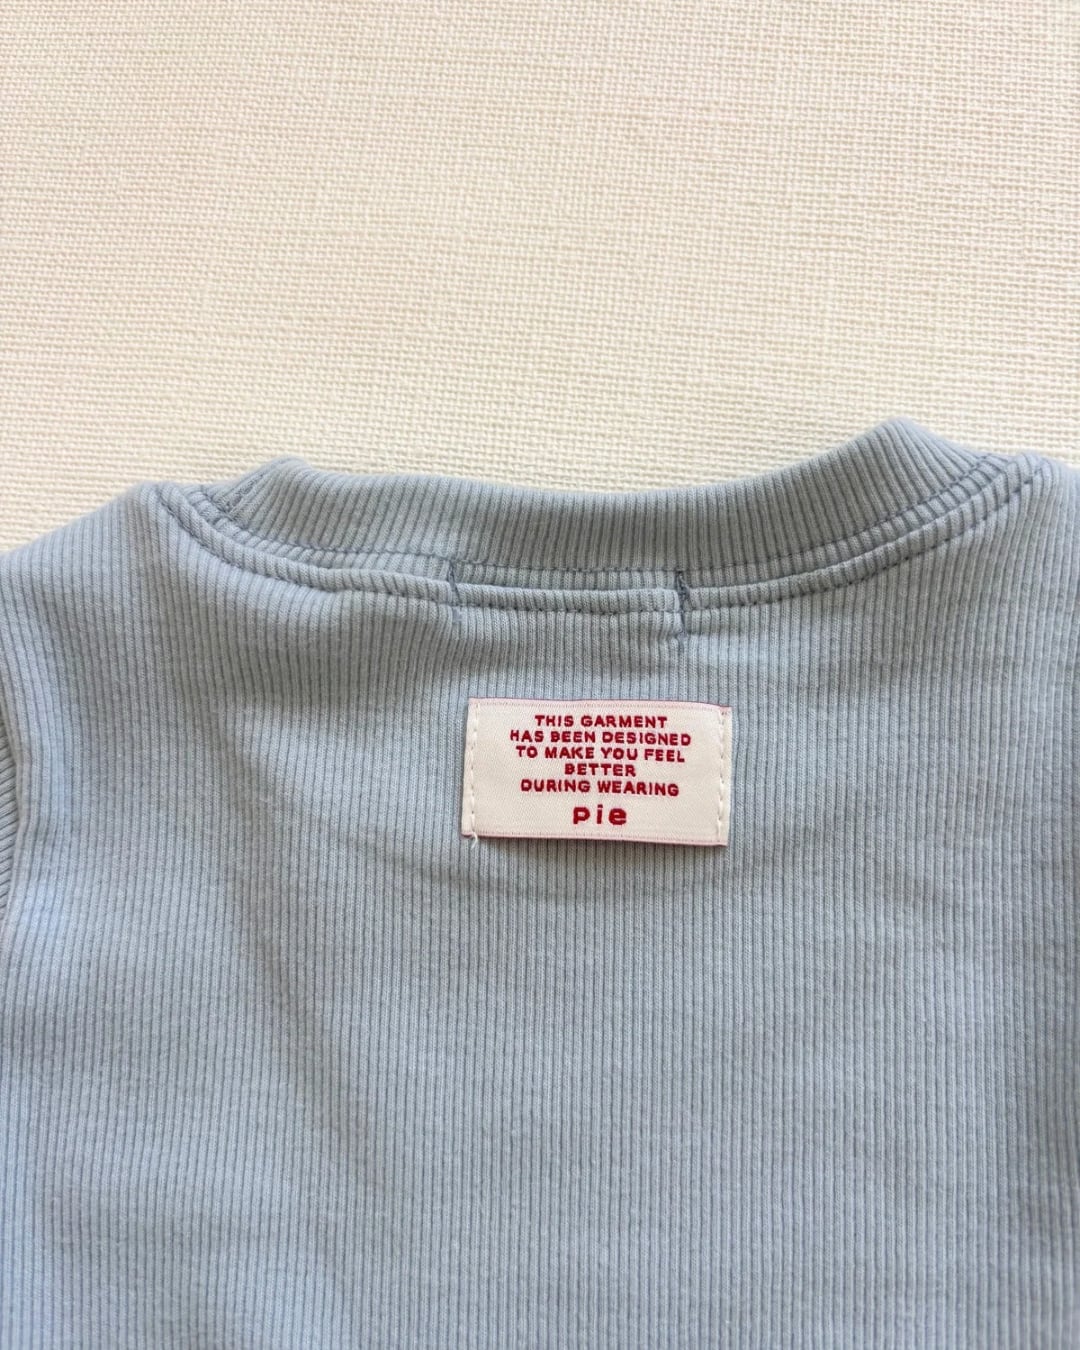 THIS GARMENT
HAS BEEN DESIGNED
TO MAKE YOU FEEL
BETTER
DURING WEARING
pie